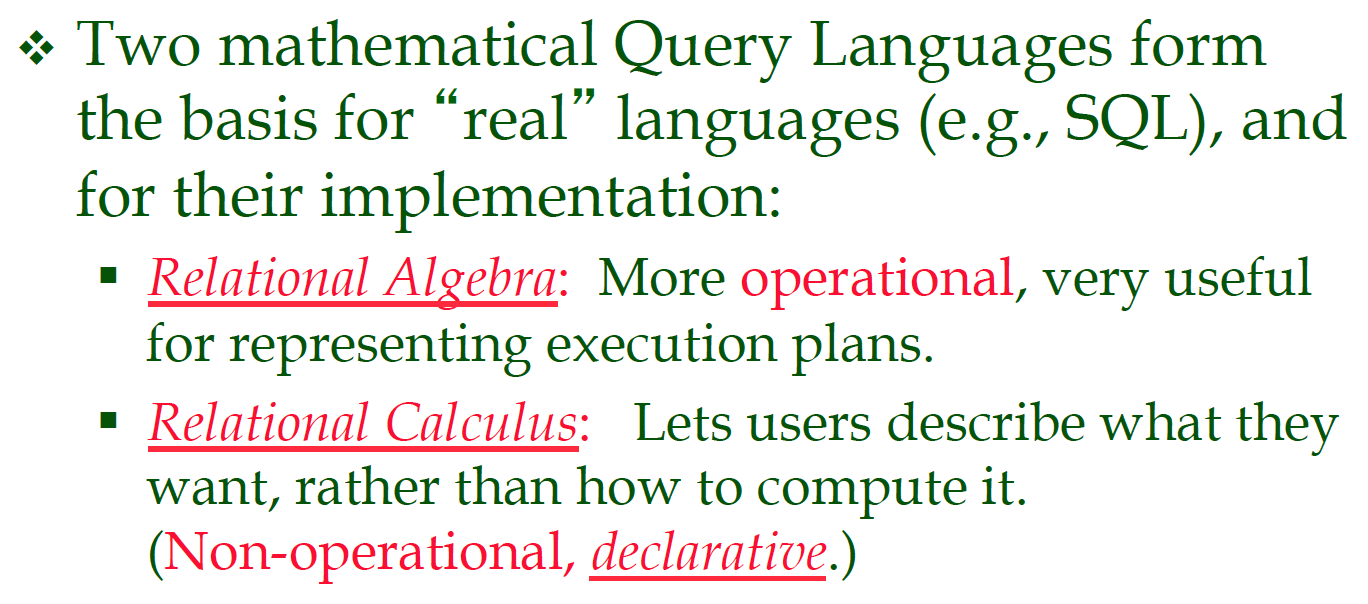 ❖ Two mathematical Query Languages form
the basis for “real” languages (e.g., SQL), and
for their implementation:
▪ Relational Algebra: More operational, very useful
for representing execution plans.
▪ Relational Calculus: Lets users describe what they
want, rather than how to compute it.
(Non-operational, declarative.)